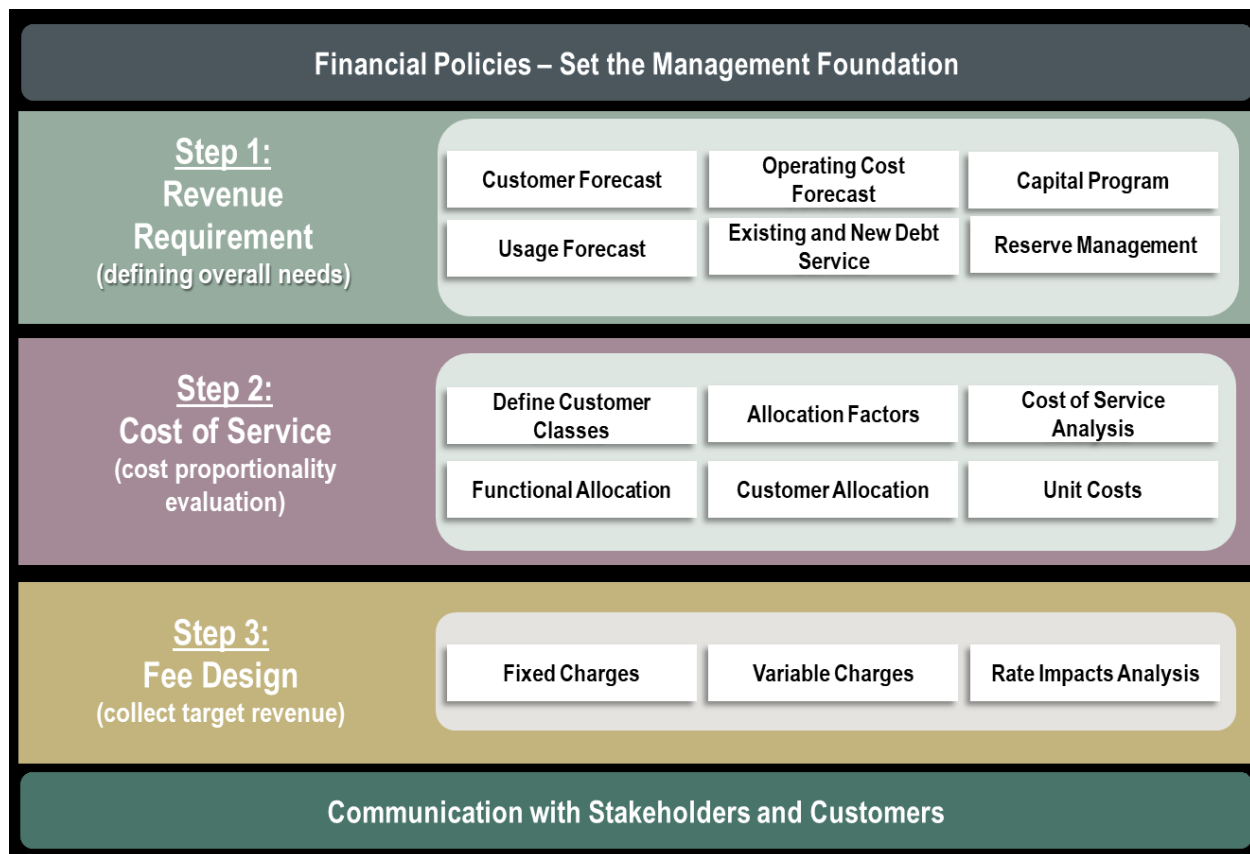 Financial Policies – Set the Management Foundation
Step 1:
Revenue
Requirement
(defining overall needs)
Customer Forecast
Operating Cost
Forecast
Capital Program
Usage Forecast
Existing and New Debt
Service
Reserve Management
Step 2:
Cost of Service
(cost proportionality
evaluation)
Define Customer
Classes
Allocation Factors
Cost of Service
Analysis
Functional Allocation
Customer Allocation
Unit Costs
Step 3:
Fee Design
(collect target revenue)
Fixed Charges
Variable Charges
Rate Impacts Analysis
Communication with Stakeholders and Customers